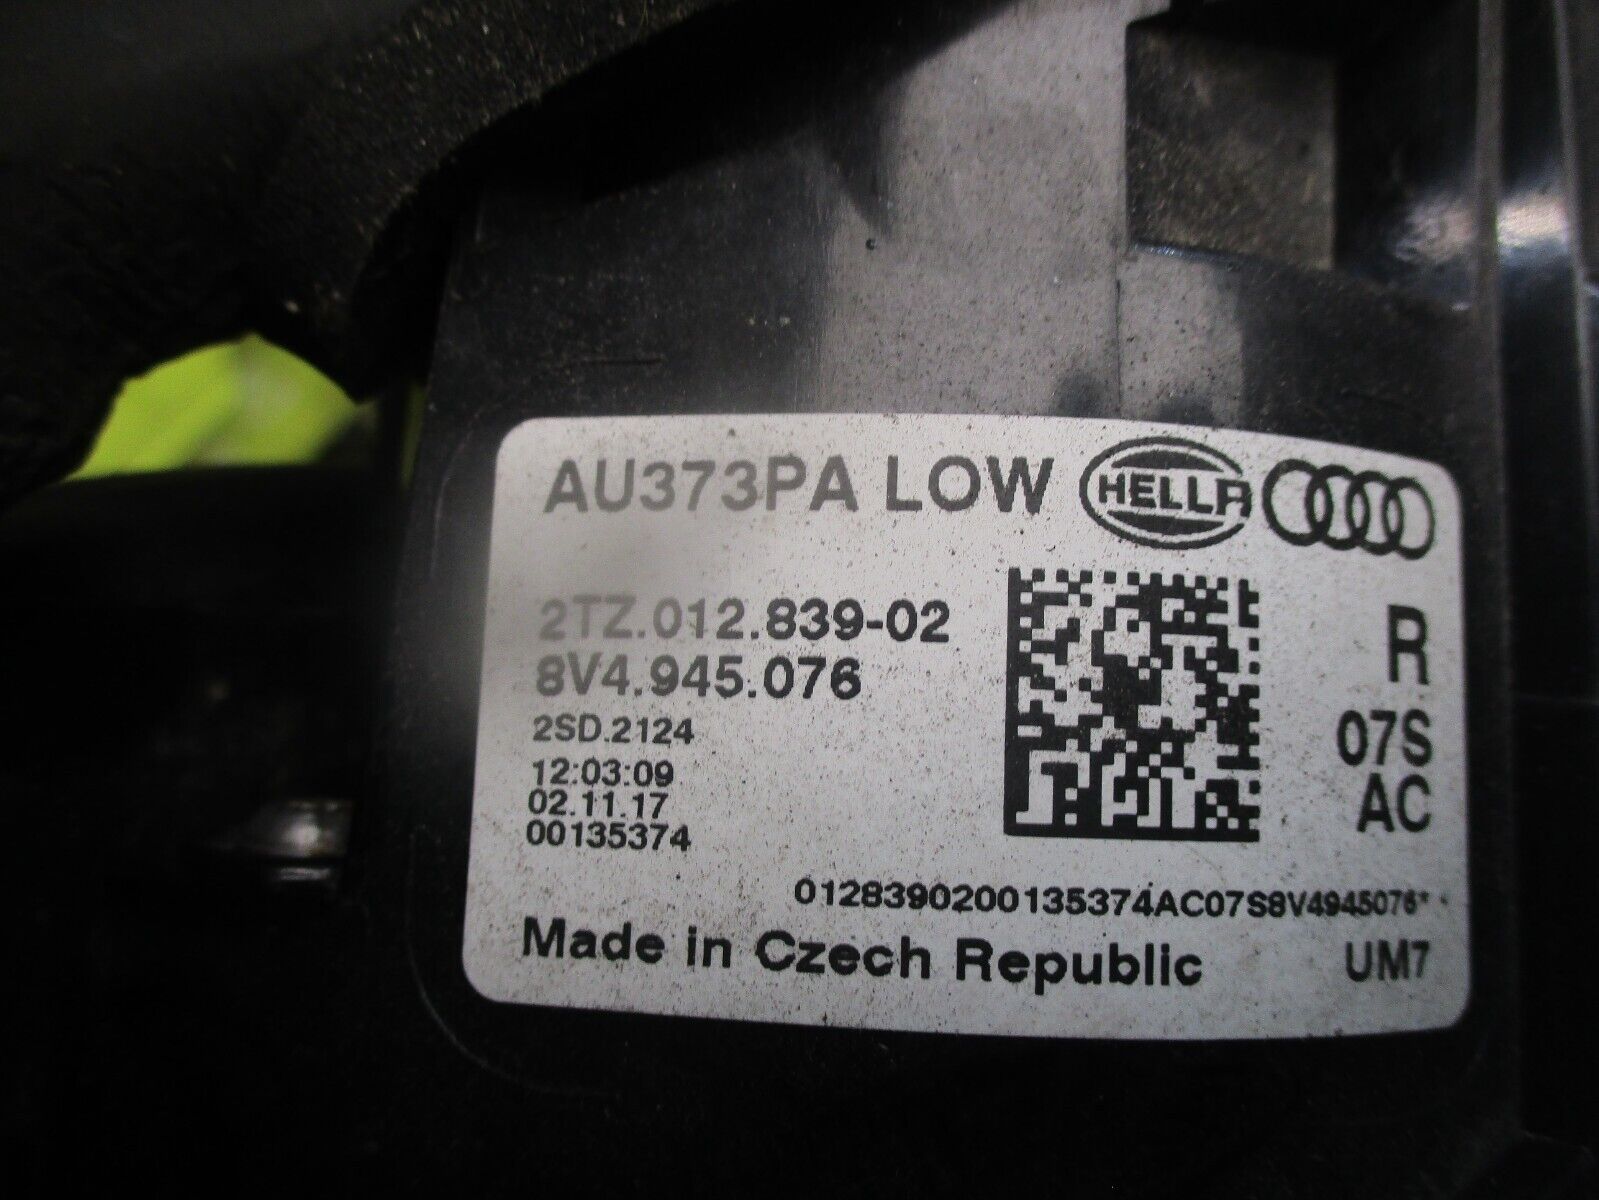 AU373PA LOW HELLA
2TZ.012.839-02
8V4.945.076
R
2SD.2124
07S
12:03:09
AC
02.11.17
00135374
0128390200135374AC07S8V4945076*
Made in Czech Republic
UM7